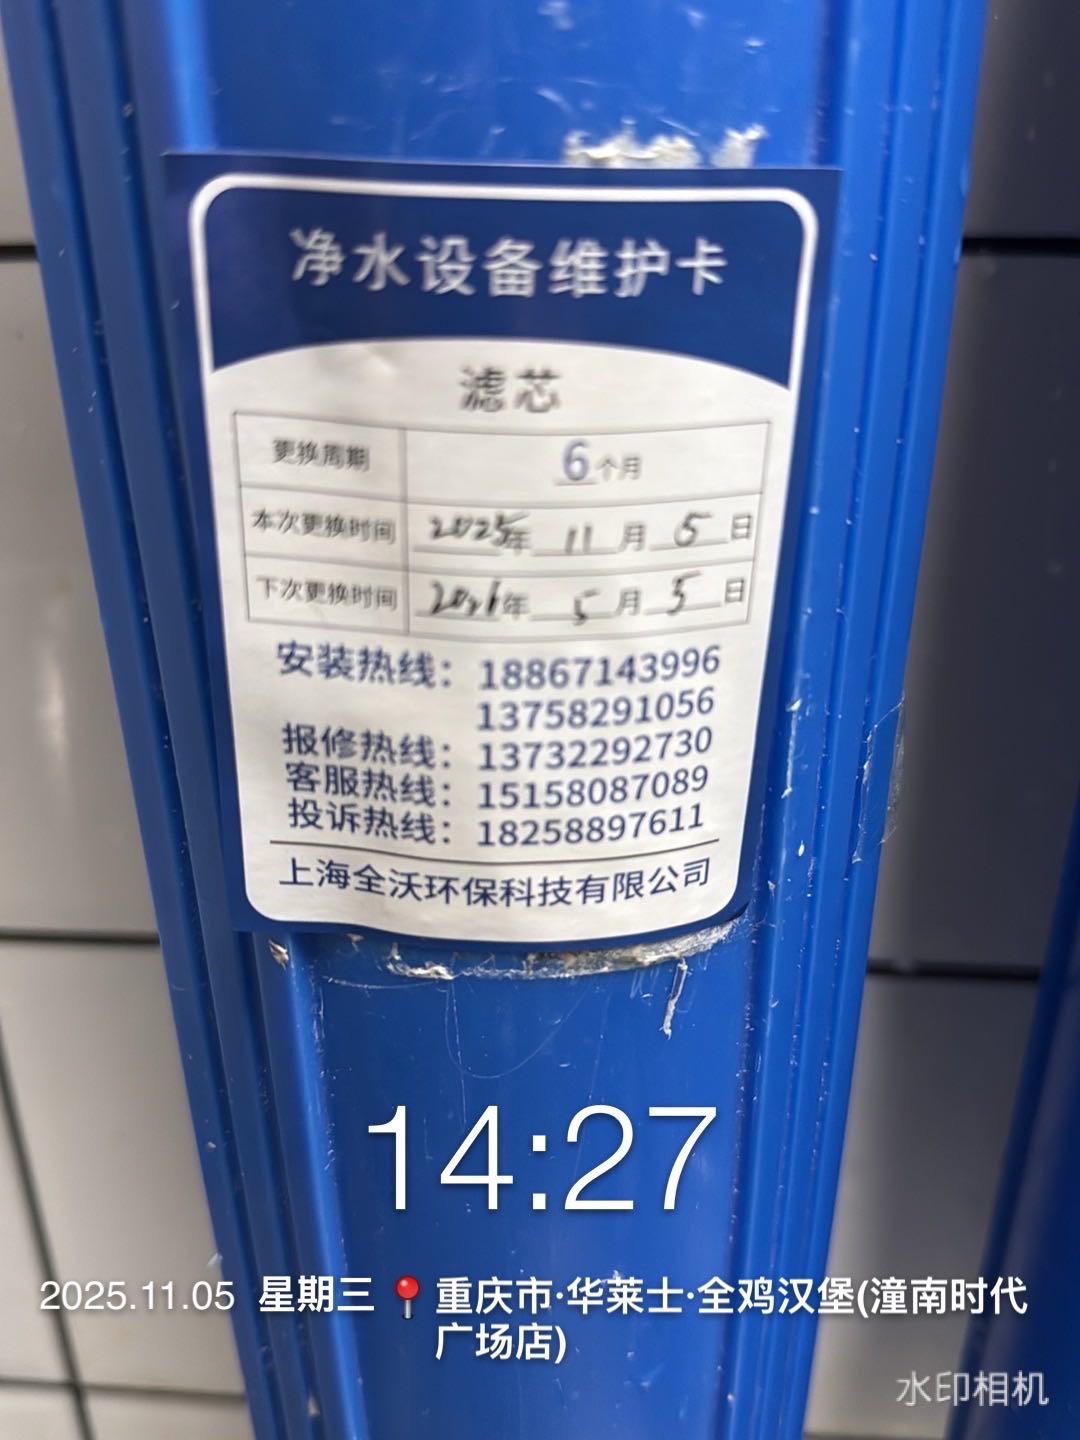 净水设备维护卡
滤芯
更换周期 6个月
本次更换时间 2025年 11月 5日
下次更换时间 2026年 5月 5日
安装热线：18867143996
13758291056
报修热线：13732292730
客服热线：15158087089
投诉热线：18258897611
上海全沃环保科技有限公司
14:27
2025.11.05 星期三 重庆市·华莱士·全鸡汉堡(潼南时代
广场店)
水印相机